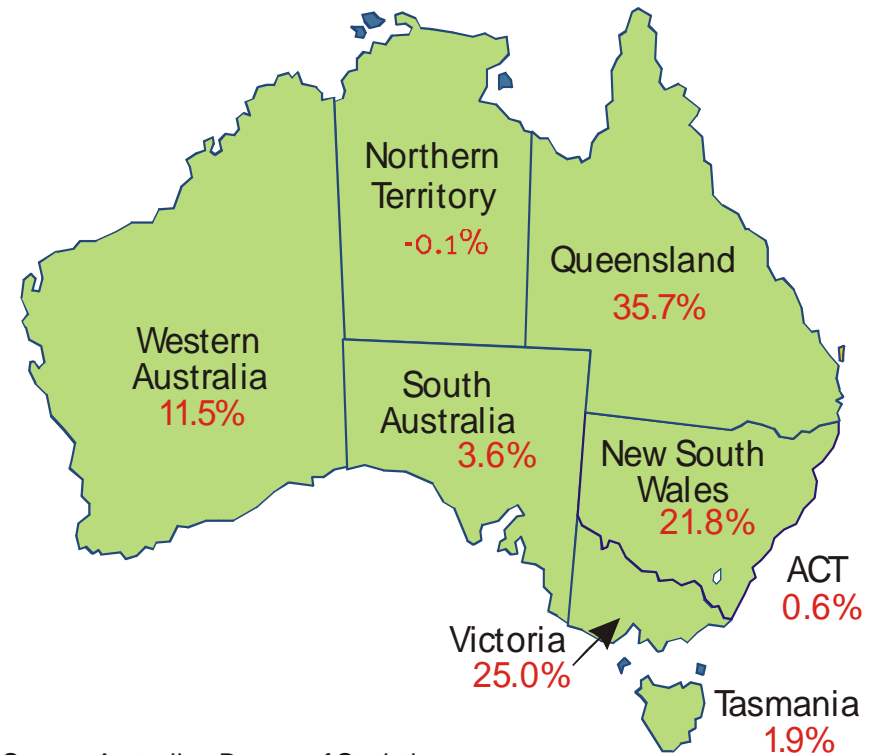 Northern
Territory
-0.1%
Queensland
35.7%
Western
Australia
11.5%
South
Australia
3.6%
New South
Wales
21.8%
ACT
0.6%
Victoria
25.0%
Tasmania
1.9%